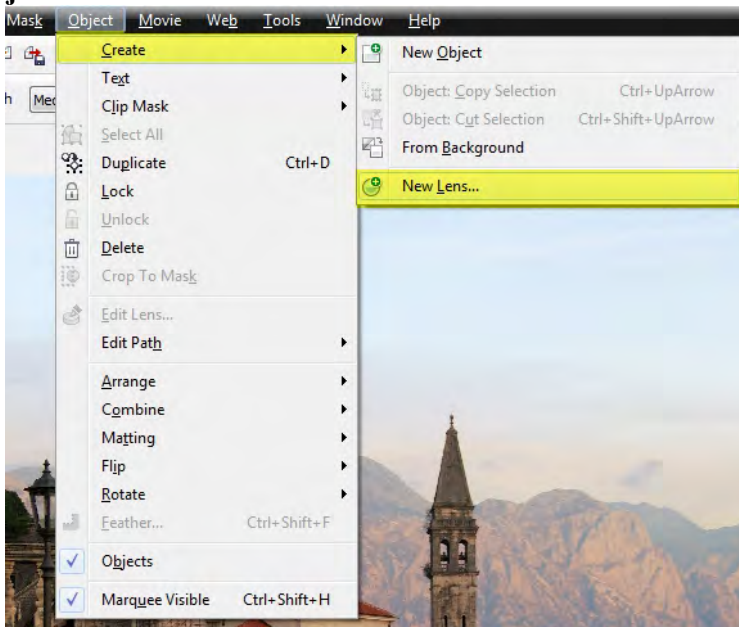 Mask Object Movie Web Tools Window Help
Create
Text
Clip Mask
Select All
Duplicate Ctrl+D
Lock
Unlock
Delete
Crop To Mask
Edit Lens...
Edit Path
Arrange
Combine
Matting
Flip
Rotate
Feather... Ctrl+Shift+F
Objects
Marquee Visible Ctrl+Shift+H
New Object
Object: Copy Selection Ctrl+UpArrow
Object: Cut Selection Ctrl+Shift+UpArrow
From Background
New Lens...